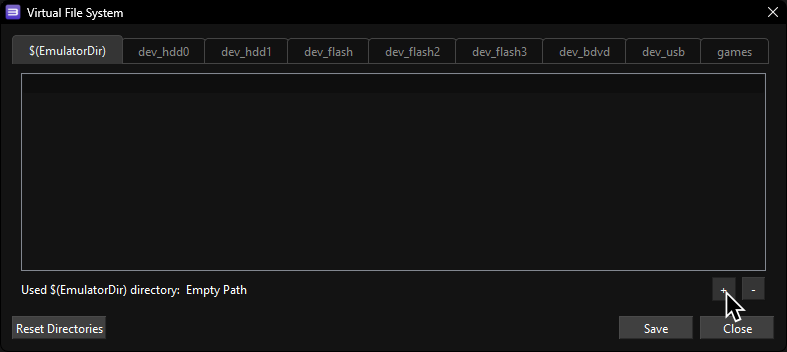 Virtual File System
$(EmulatorDir) dev_hdd0 dev_hdd1 dev_flash dev_flash2 dev_flash3 dev_bdvd dev_usb games
Used $(EmulatorDir) directory: Empty Path + -
Reset Directories Save Close